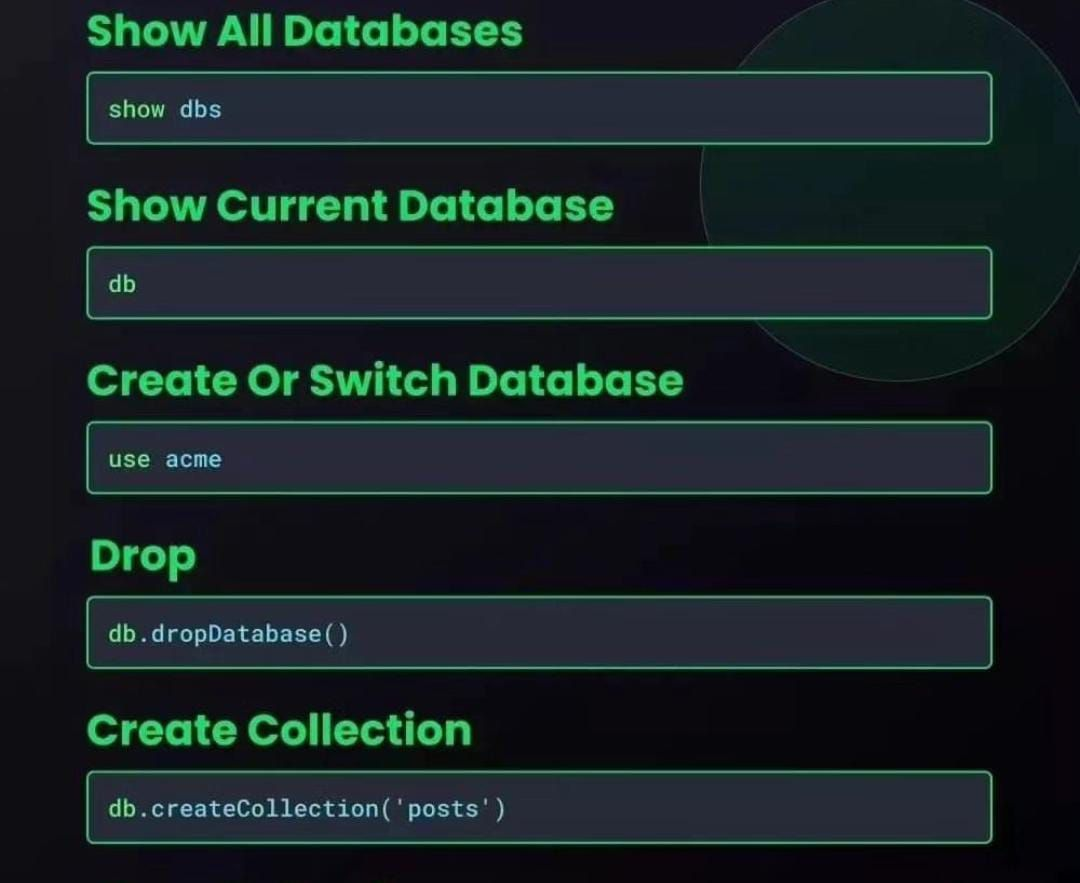 Show All Databases
show dbs
Show Current Database
db
Create Or Switch Database
use acme
Drop
db.dropDatabase()
Create Collection
db.createCollection('posts')